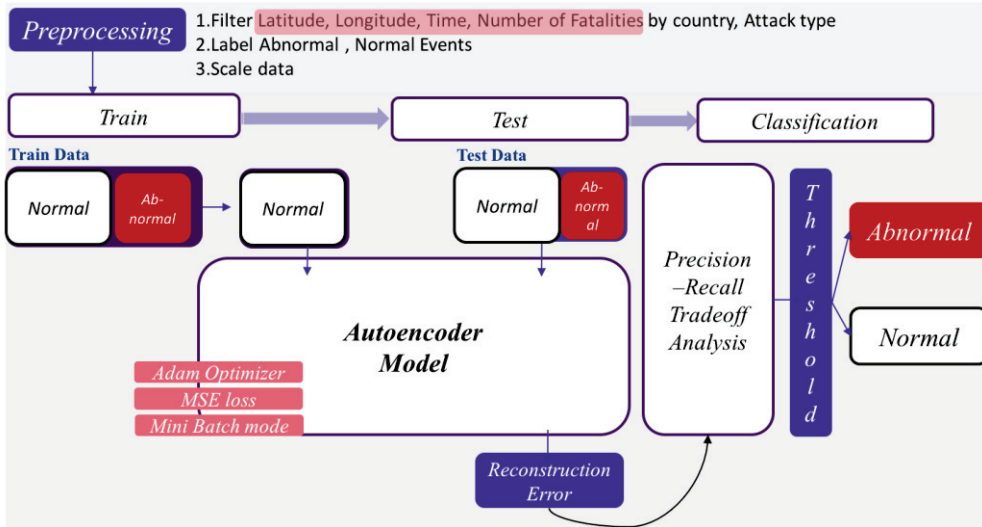 Preprocessing
1.Filter Latitude, Longitude, Time, Number of Fatalities by country, Attack type
2.Label Abnormal , Normal Events
3.Scale data
Train
Test
Classification
Train Data
Normal
Ab-
normal
Normal
Test Data
Normal
Ab-
norm
al
Autoencoder
Model
Adam Optimizer
MSE loss
Mini Batch mode
Reconstruction
Error
Precision
–Recall
Tradeoff
Analysis
T
h
r
e
s
h
o
l
d
Abnormal
Normal